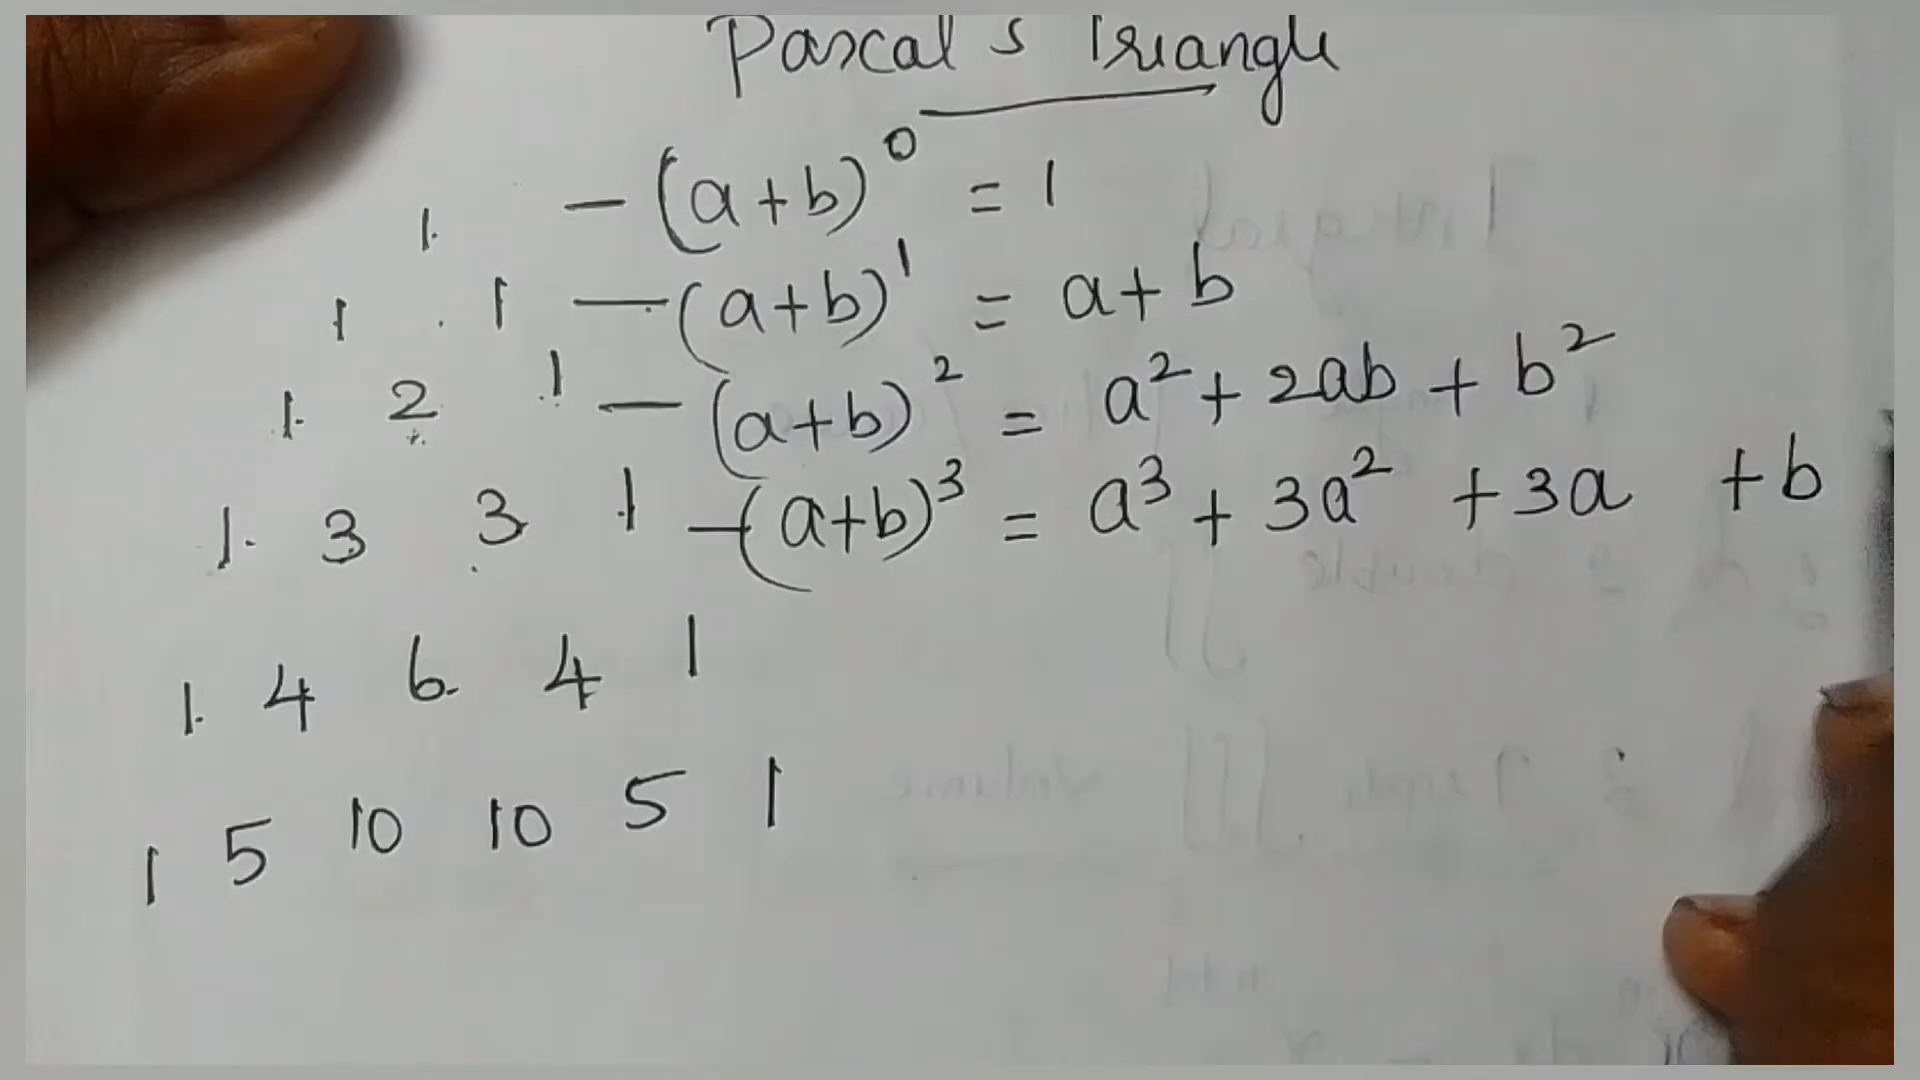 Pascal's Triangle
1 - (a+b)⁰ = 1
1 1 - (a+b)¹ = a+b
1 2 1 - (a+b)² = a² + 2ab + b²
1 3 3 1 - (a+b)³ = a³ + 3a² + 3a + b
1 4 6 4 1
1 5 10 10 5 1